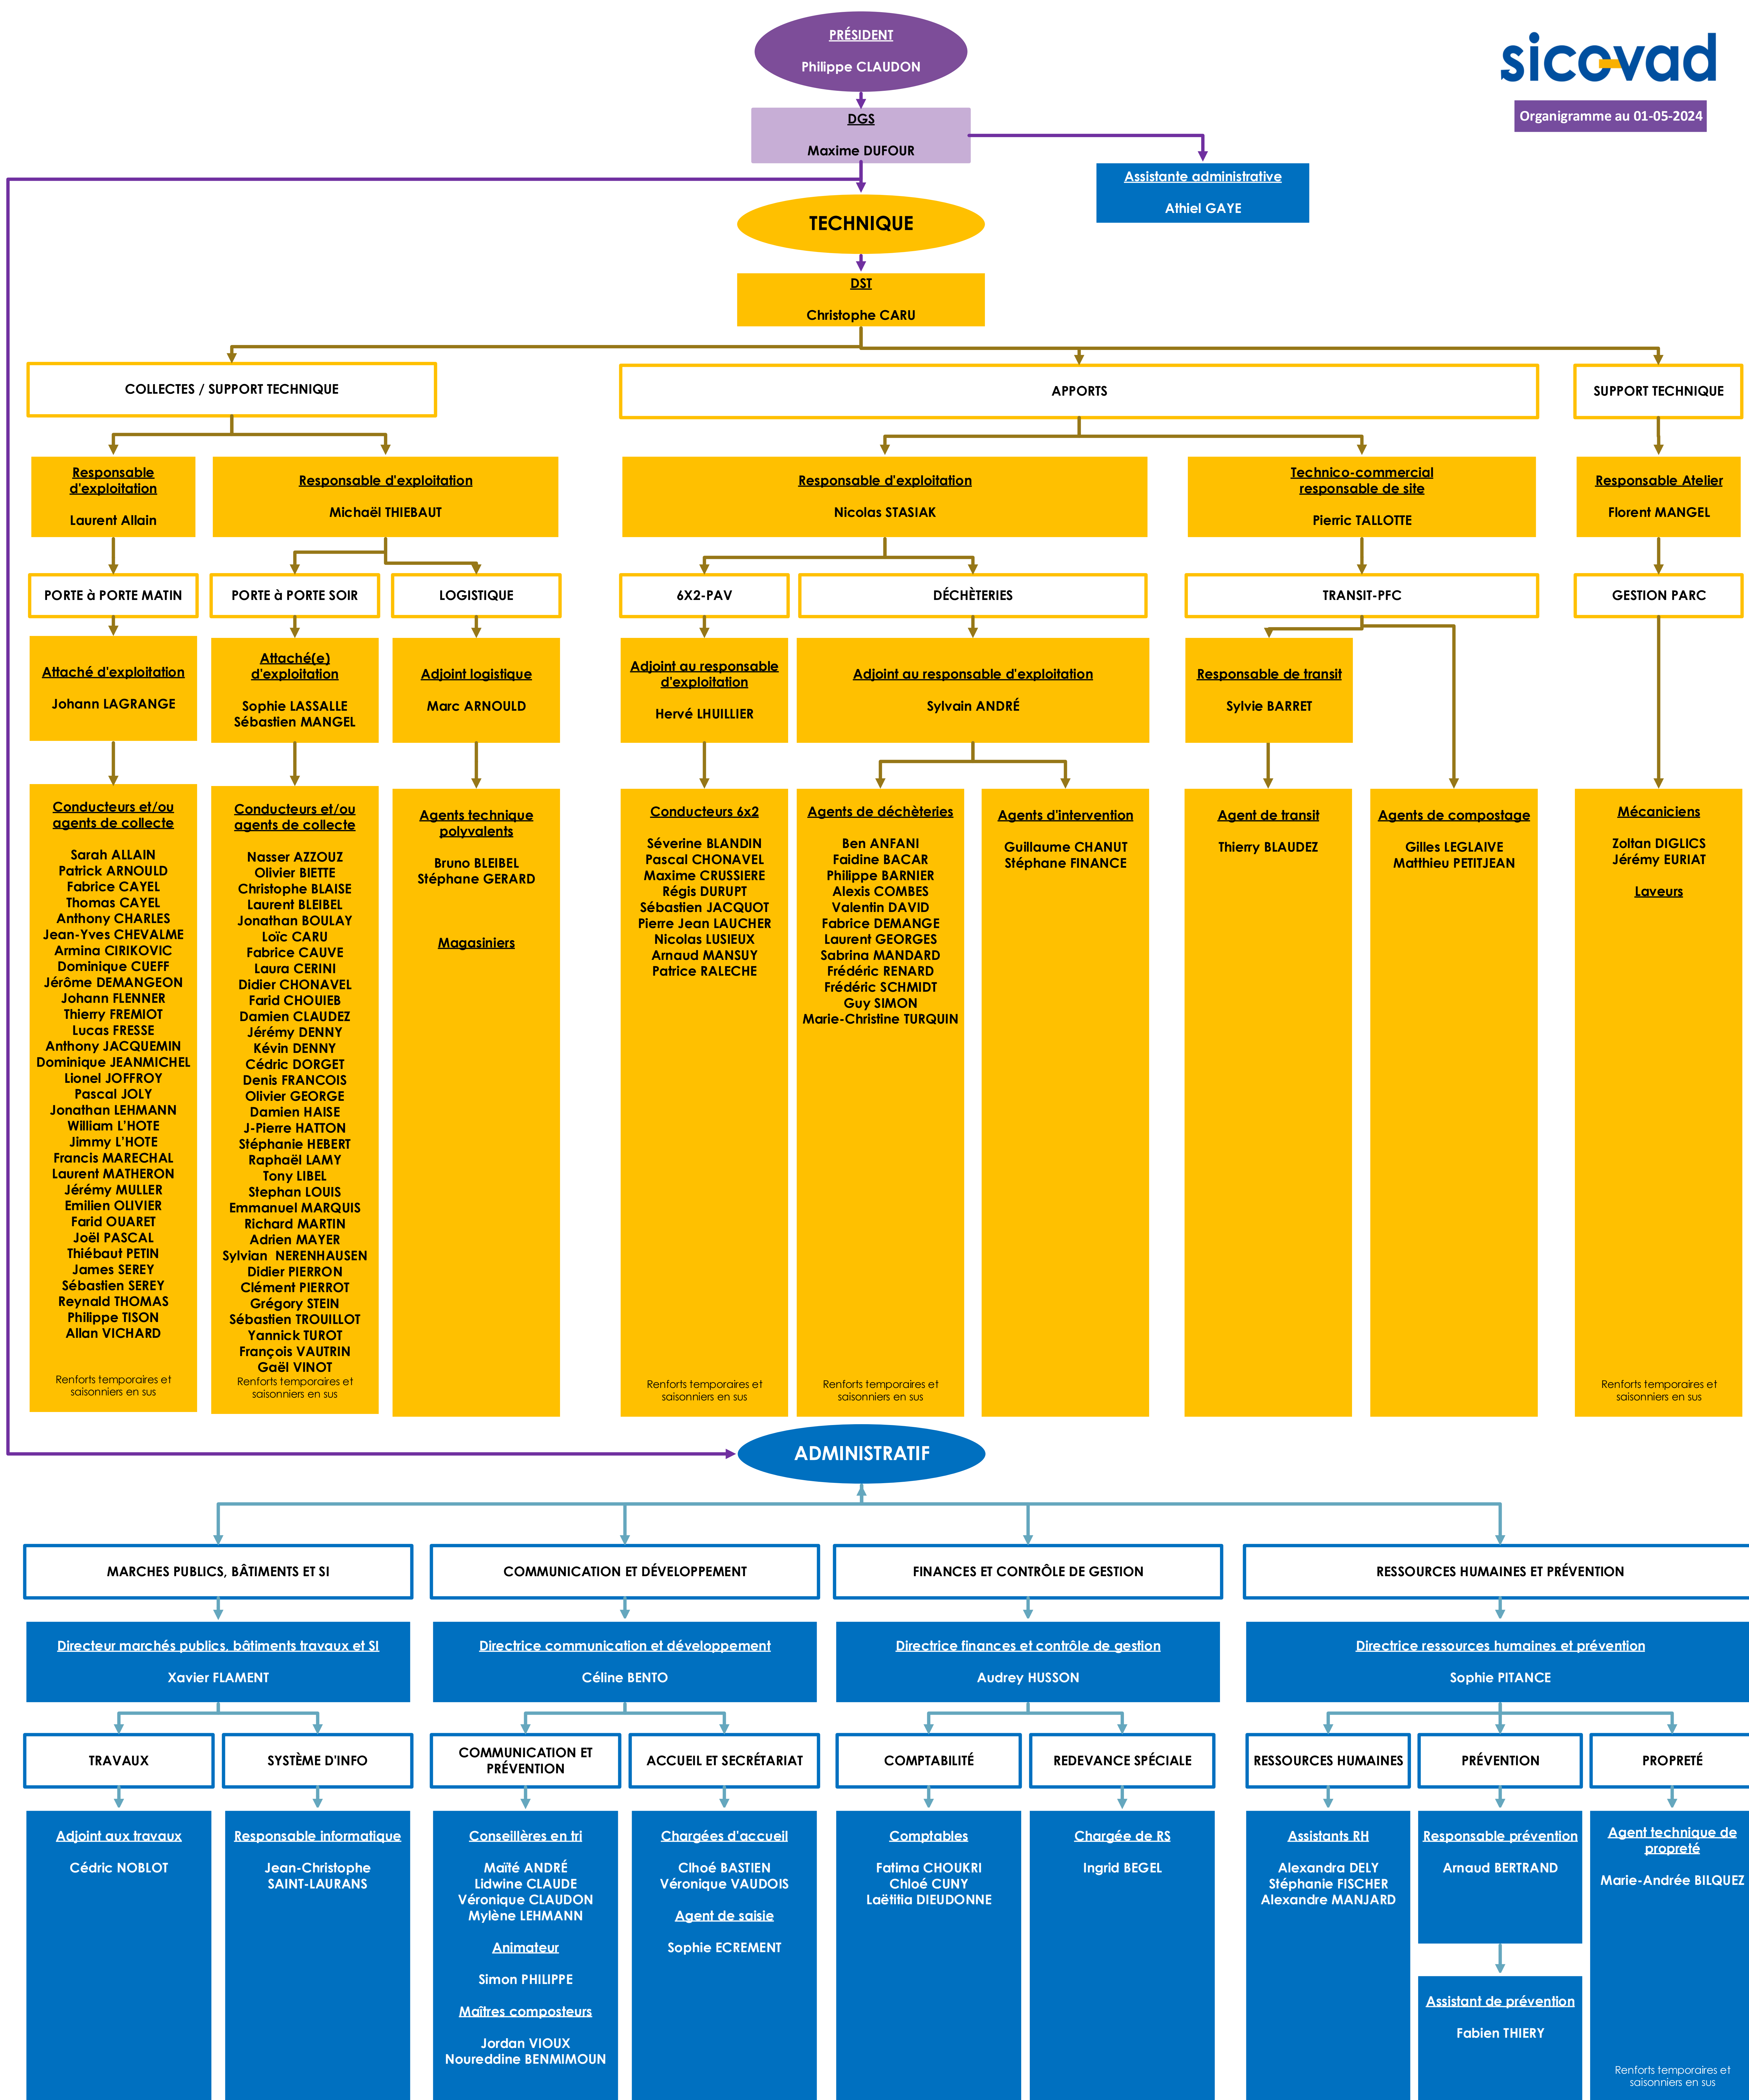 PRÉSIDENT
Philippe CLAUDON
sicovad
Organigramme au 01-05-2024
DGS
Maxime DUFOUR
Assistante administrative
Athiel GAYE
TECHNIQUE
DST
Christophe CARU
COLLECTES / SUPPORT TECHNIQUE
APPORTS
SUPPORT TECHNIQUE
Responsable
d'exploitation
Laurent Allain
Responsable d'exploitation
Michaël THIEBAUT
Responsable d'exploitation
Nicolas STASIAK
Technico-commercial
responsable de site
Pierric TALLOTTE
Responsable Atelier
Florent MANGEL
PORTE à PORTE MATIN
PORTE à PORTE SOIR
LOGISTIQUE
6X2-PAV
DÉCHÈTERIES
TRANSIT-PFC
GESTION PARC
Attaché d'exploitation
Johann LAGRANGE
Attaché(e)
d'exploitation
Sophie LASSALLE
Sébastien MANGEL
Adjoint logistique
Marc ARNOULD
Adjoint au responsable
d'exploitation
Hervé LHUILLIER
Adjoint au responsable d'exploitation
Sylvain ANDRÉ
Responsable de transit
Sylvie BARRET
Conducteurs et/ou
agents de collecte
Sarah ALLAIN
Patrick ARNOULD
Fabrice CAYEL
Thomas CAYEL
Anthony CHARLES
Jean-Yves CHEVALME
Armina CIRIKOVIC
Dominique CUEFF
Jérôme DEMANGEON
Johann FLENNER
Thierry FREMIOT
Lucas FRESSE
Anthony JACQUEMIN
Dominique JEANMICHEL
Lionel JOFFROY
Pascal JOLY
Jonathan LEHMANN
William L'HOTE
Jimmy L'HOTE
Francis MARECHAL
Laurent MATHERON
Jérémy MULLER
Emilien OLIVIER
Farid OUARET
Joël PASCAL
Thiébaut PETIN
James SEREY
Sébastien SEREY
Reynald THOMAS
Philippe TISON
Allan VICHARD
Renforts temporaires et
saisonniers en sus
Conducteurs et/ou
agents de collecte
Nasser AZZOUZ
Olivier BIETTE
Christophe BLAISE
Laurent BLEIBEL
Jonathan BOULAY
Loïc CARU
Fabrice CAUVE
Laura CERINI
Didier CHONAVEL
Farid CHOUIEB
Damien CLAUDEZ
Jérémy DENNY
Kévin DENNY
Cédric DORGET
Denis FRANCOIS
Olivier GEORGE
Damien HAISE
J-Pierre HATTON
Stéphanie HEBERT
Raphaël LAMY
Tony LIBEL
Stephan LOUIS
Emmanuel MARQUIS
Richard MARTIN
Adrien MAYER
Sylvian NERENHAUSEN
Didier PIERRON
Clément PIERROT
Grégory STEIN
Sébastien TROUILLOT
Yannick TUROT
François VAUTRIN
Gaël VINOT
Renforts temporaires et
saisonniers en sus
Agents technique
polyvalents
Bruno BLEIBEL
Stéphane GERARD
Magasiniers
Conducteurs 6x2
Séverine BLANDIN
Pascal CHONAVEL
Maxime CRUSSIERE
Régis DURUPT
Sébastien JACQUOT
Pierre Jean LAUCHER
Nicolas LUSIEUX
Arnaud MANSUY
Patrice RALECHE
Renforts temporaires et
saisonniers en sus
Agents de déchèteries
Ben ANFANI
Faidine BACAR
Philippe BARNIER
Alexis COMBES
Valentin DAVID
Fabrice DEMANGE
Laurent GEORGES
Sabrina MANDARD
Frédéric RENARD
Frédéric SCHMIDT
Guy SIMON
Marie-Christine TURQUIN
Renforts temporaires et
saisonniers en sus
Agents d'intervention
Guillaume CHANUT
Stéphane FINANCE
Agent de transit
Thierry BLAUDEZ
Agents de compostage
Gilles LEGLAIVE
Matthieu PETITJEAN
Mécaniciens
Zoltan DIGLICS
Jérémy EURIAT
Laveurs
Renforts temporaires et
saisonniers en sus
ADMINISTRATIF
MARCHES PUBLICS, BÂTIMENTS ET SI
COMMUNICATION ET DÉVELOPPEMENT
FINANCES ET CONTRÔLE DE GESTION
RESSOURCES HUMAINES ET PRÉVENTION
Directeur marchés publics, bâtiments travaux et SI
Xavier FLAMENT
Directrice communication et développement
Céline BENTO
Directrice finances et contrôle de gestion
Audrey HUSSON
Directrice ressources humaines et prévention
Sophie PITANCE
TRAVAUX
SYSTÈME D'INFO
COMMUNICATION ET
PRÉVENTION
ACCUEIL ET SECRÉTARIAT
COMPTABILITÉ
REDEVANCE SPÉCIALE
RESSOURCES HUMAINES
PRÉVENTION
PROPRETÉ
Adjoint aux travaux
Cédric NOBLOT
Responsable informatique
Jean-Christophe
SAINT-LAURANS
Conseillères en tri
Maïté ANDRÉ
Lidwine CLAUDE
Véronique CLAUDON
Mylène LEHMANN
Animateur
Simon PHILIPPE
Maîtres composteurs
Jordan VIOUX
Noureddine BENMIMOUN
Chargées d'accueil
Clhoé BASTIEN
Véronique VAUDOIS
Agent de saisie
Sophie ECREMENT
Comptables
Fatima CHOUKRI
Chloé CUNY
Laëtitia DIEUDONNE
Chargée de RS
Ingrid BEGEL
Assistants RH
Alexandra DELY
Stéphanie FISCHER
Alexandre MANJARD
Responsable prévention
Arnaud BERTRAND
Assistant de prévention
Fabien THIERY
Agent technique de
propreté
Marie-Andrée BILQUEZ
Renforts temporaires et
saisonniers en sus